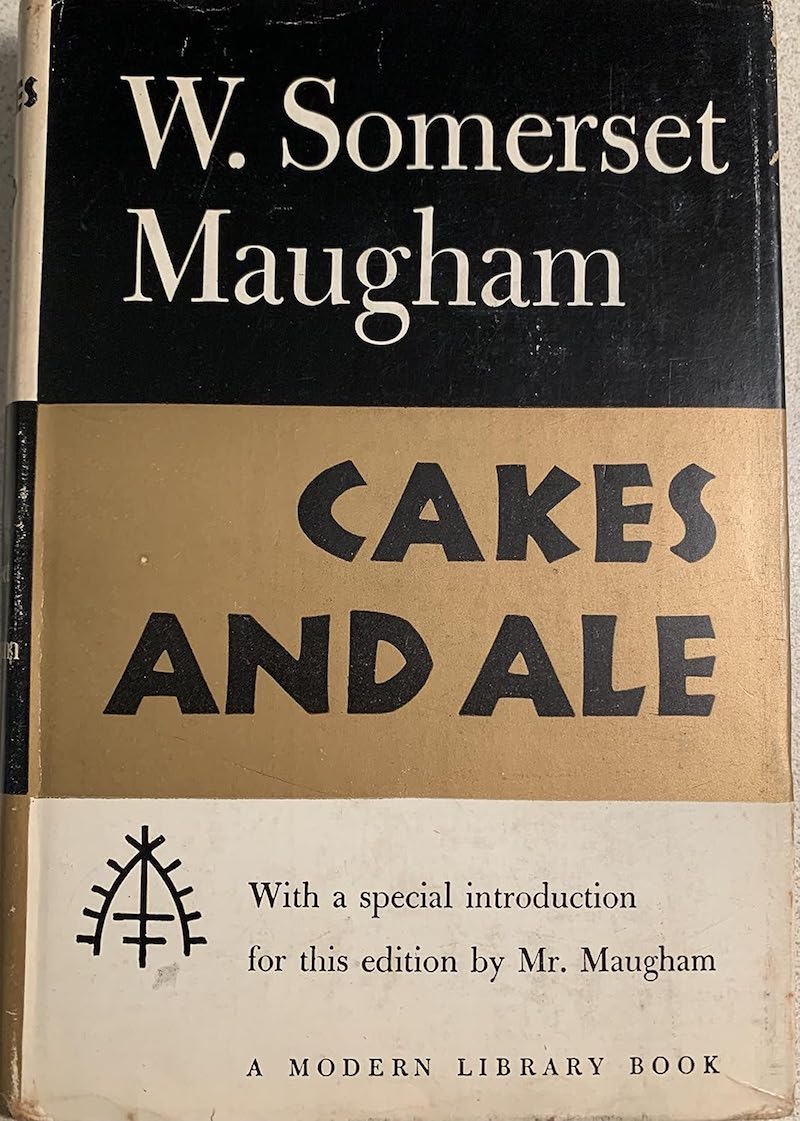 W. Somerset
Maugham
CAKES
AND ALE
With a special introduction
for this edition by Mr. Maugham
A MODERN LIBRARY BOOK